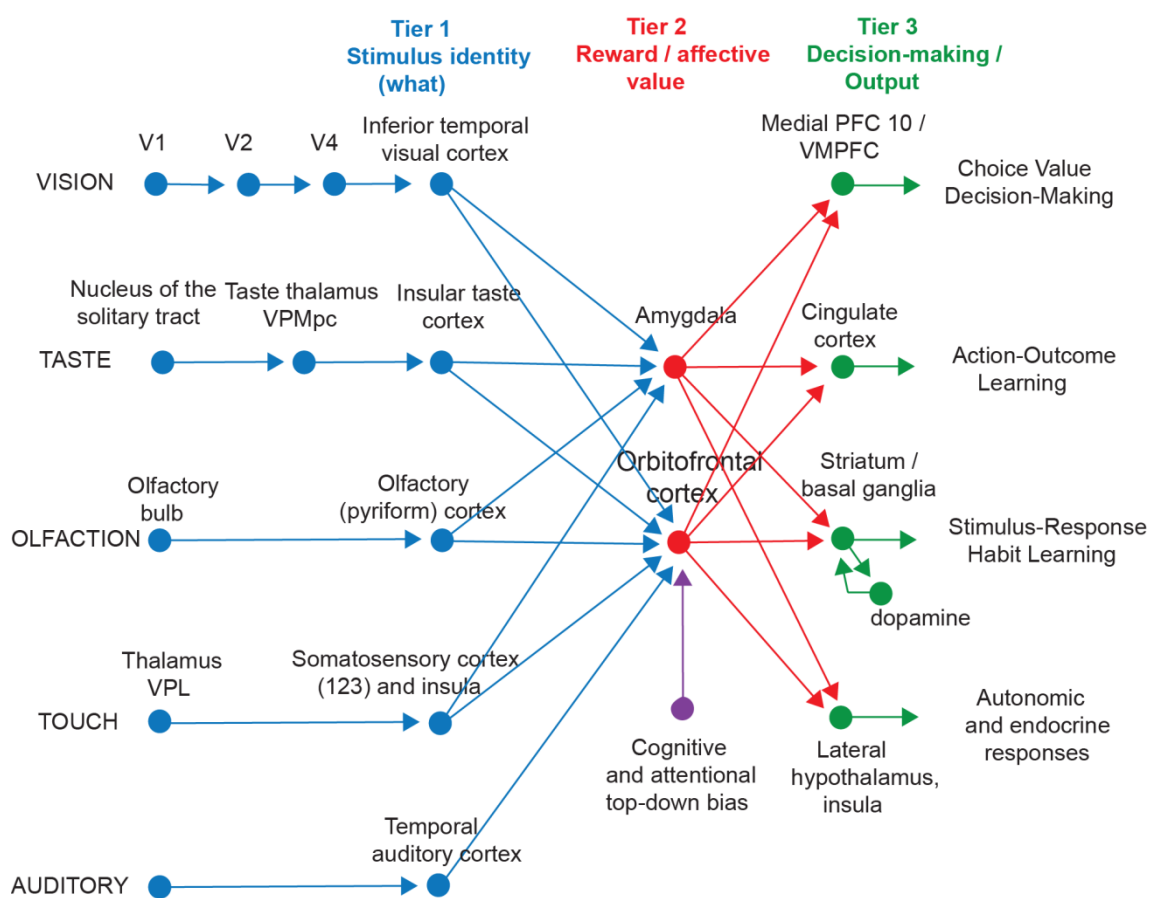 Tier 1
Stimulus identity
(what)
Tier 2
Reward / affective
value
Tier 3
Decision-making /
Output
V1
V2
V4
Inferior temporal
visual cortex
Medial PFC 10 /
VMPFC
VISION
Choice Value
Decision-Making
Nucleus of the
solitary tract
Taste thalamus
VPMpc
Insular taste
cortex
Amygdala
Cingulate
cortex
TASTE
Action-Outcome
Learning
Olfactory
bulb
Olfactory
(pyriform) cortex
Orbitofrontal
cortex
Striatum /
basal ganglia
OLFACTION
Stimulus-Response
Habit Learning
dopamine
Thalamus
VPL
Somatosensory cortex
(123) and insula
TOUCH
Cognitive
and attentional
top-down bias
Lateral
hypothalamus,
insula
Autonomic
and endocrine
responses
Temporal
auditory cortex
AUDITORY